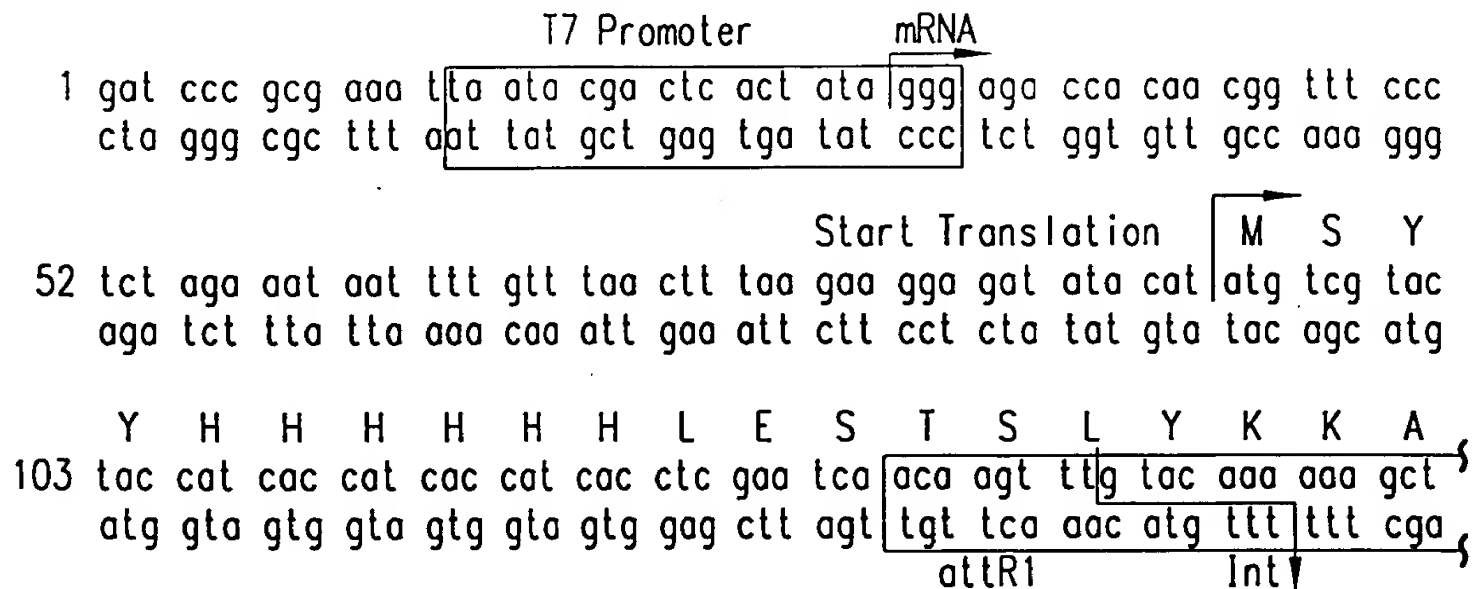 T7 Promoter mRNA
1 gat ccc gcg aaa tta ata cga ctc act ata ggg aga cca caa cgg ttt ccc
cta ggg cgc ttt aat tat gct gag tga tat ccc tct ggt gtt gcc aaa ggg
Start Translation M S Y
52 tct aga aat aat ttt gtt taa ctt taa gaa gga gat ata cat atg tcg tac
aga tct tta tta aaa caa att gaa att ctt cct cta tat gta tac agc atg
Y H H H H H H L E S T S L Y K K A
103 tac cat cac cat cac cat cac ctc gaa tca aca agt ttg tac aaa aaa gct
atg gta gtg gta gtg gta gtg gag ctt agt tgt tca aac atg ttt ttt cga
attR1 Int